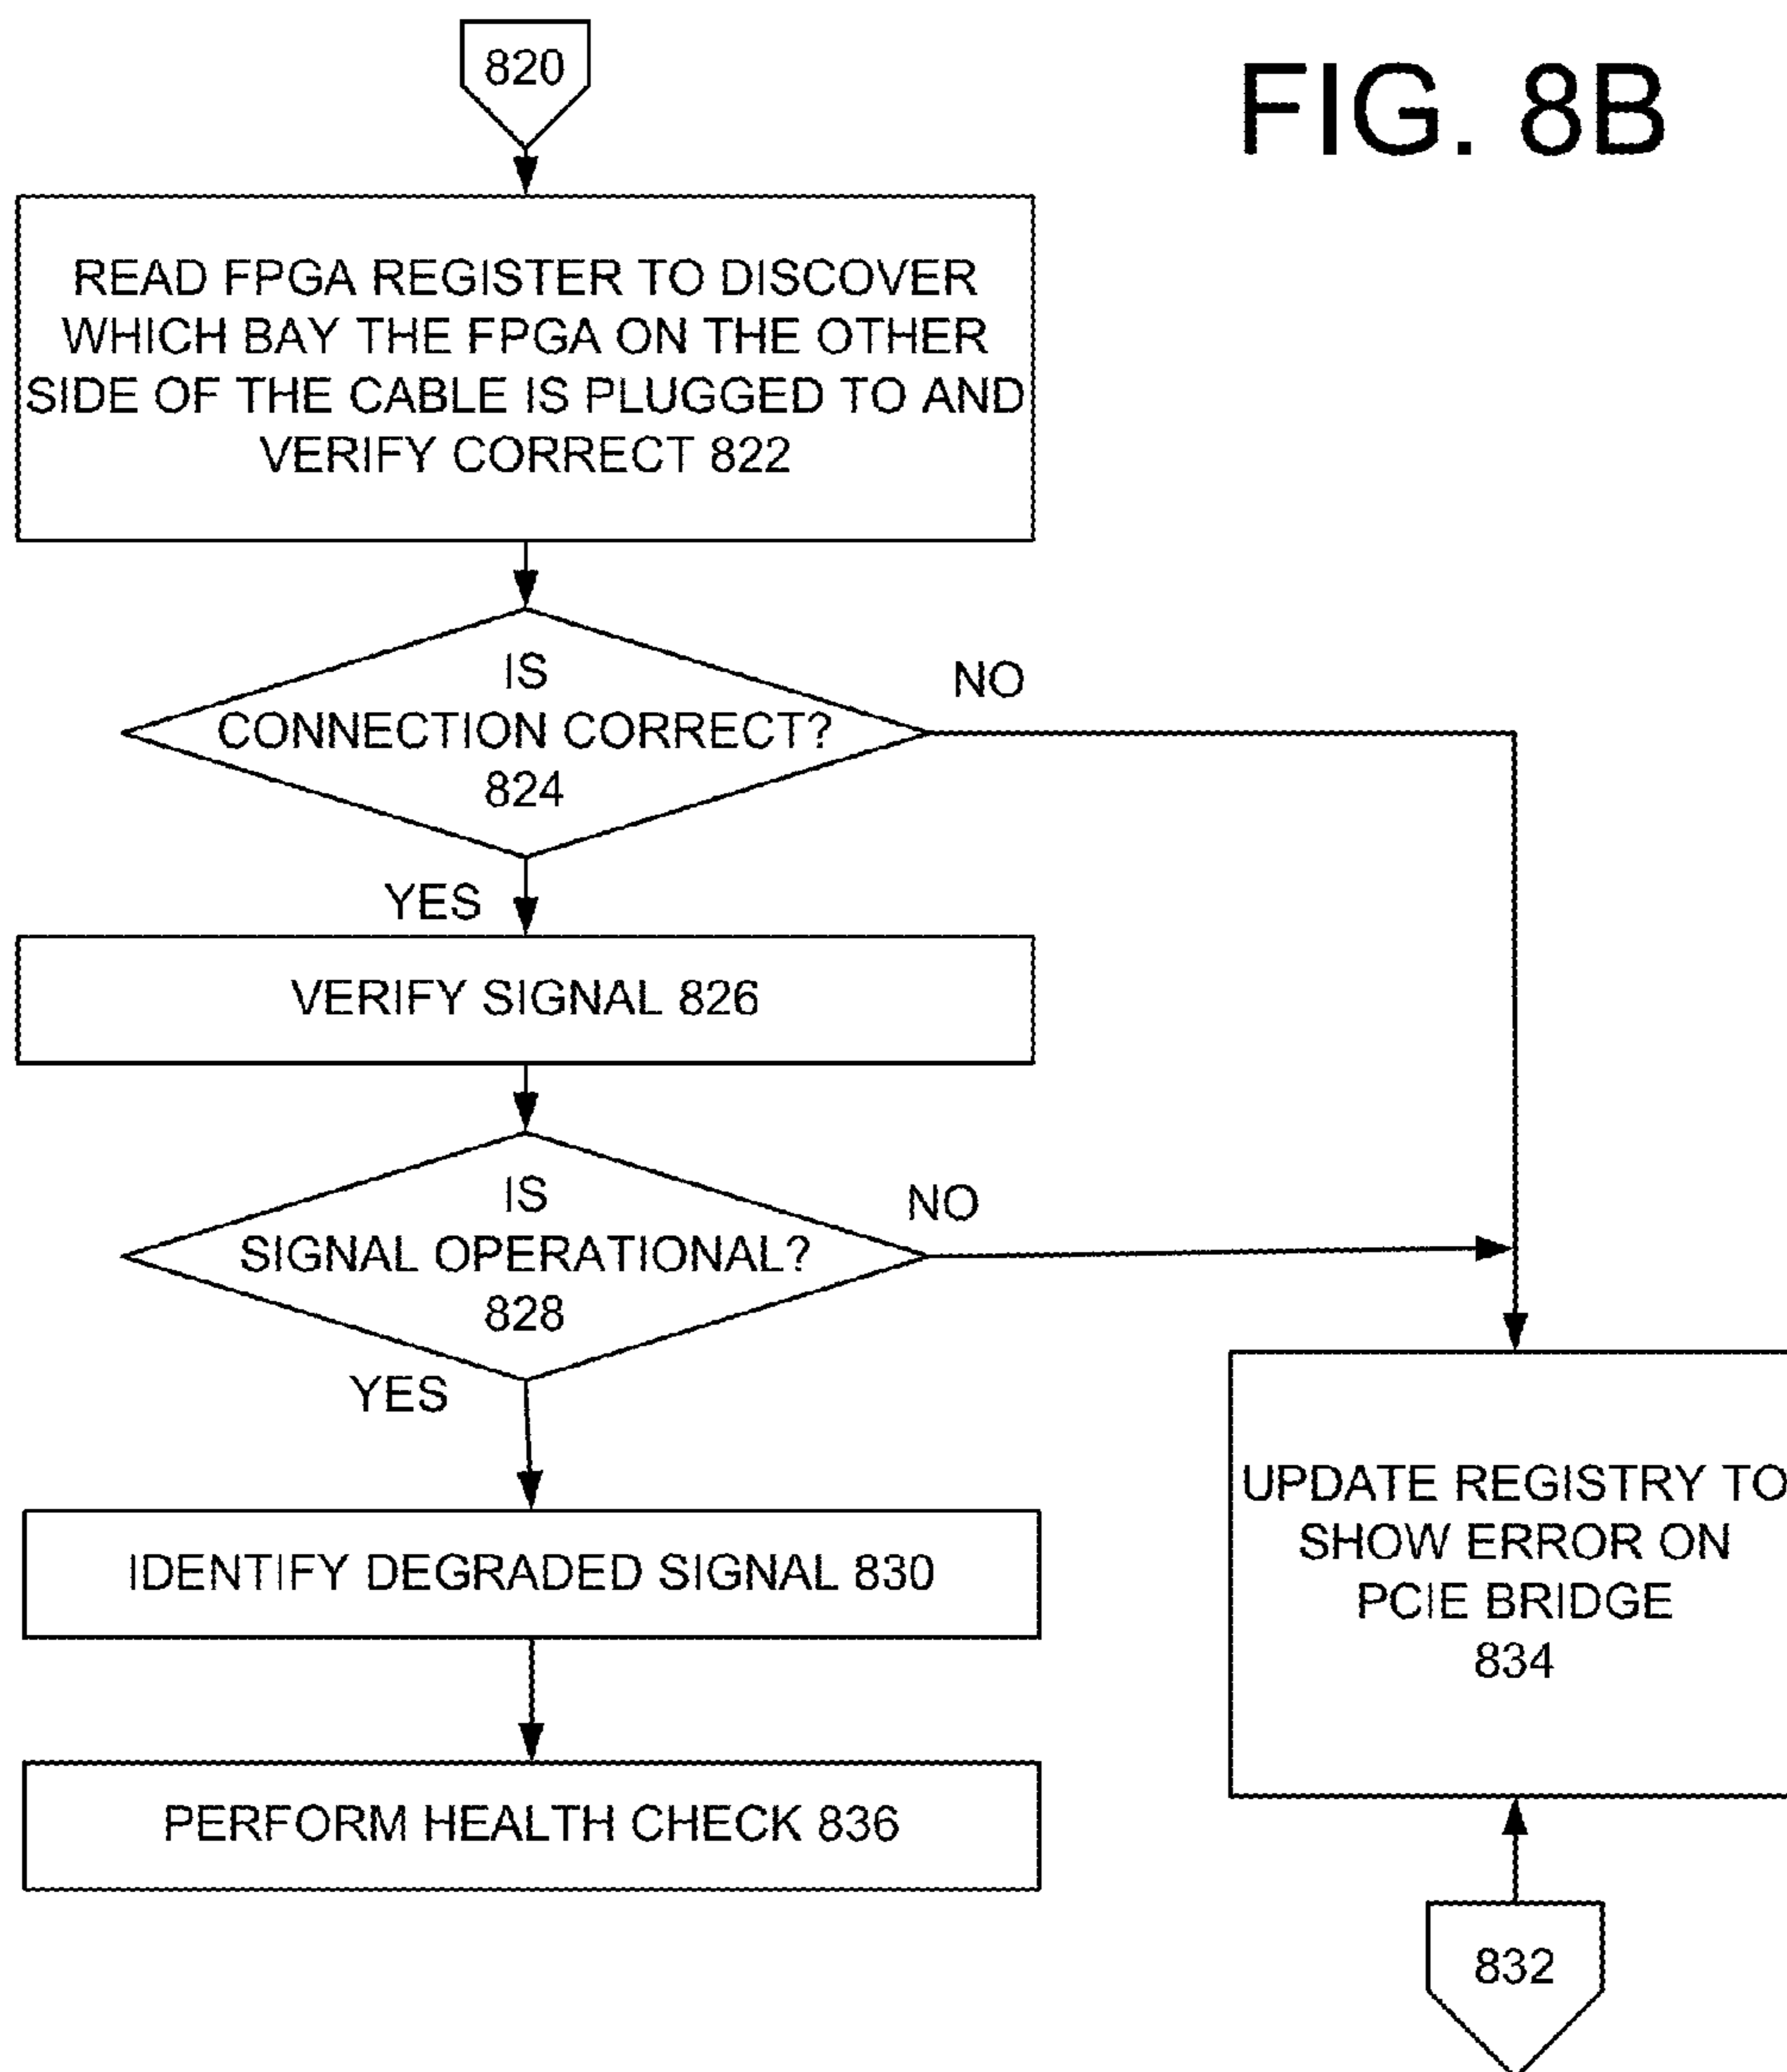 820
FIG. 8B
READ FPGA REGISTER TO DISCOVER
WHICH BAY THE FPGA ON THE OTHER
SIDE OF THE CABLE IS PLUGGED TO AND
VERIFY CORRECT 822
IS
CONNECTION CORRECT?
824
NO
YES
VERIFY SIGNAL 826
IS
SIGNAL OPERATIONAL?
828
NO
YES
IDENTIFY DEGRADED SIGNAL 830
PERFORM HEALTH CHECK 836
UPDATE REGISTRY TO
SHOW ERROR ON
PCIE BRIDGE
834
832